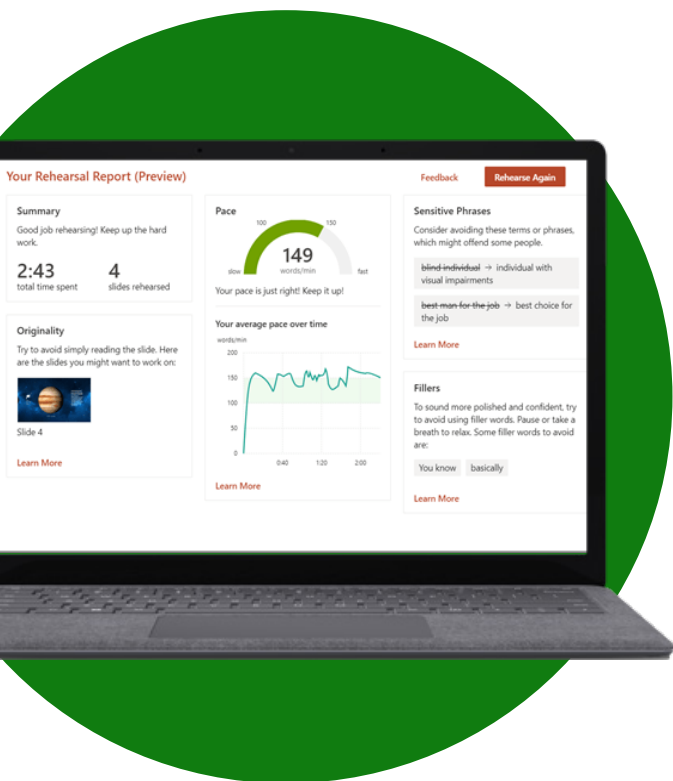 Your Rehearsal Report (Preview)
Feedback
Rehearse Again
Summary
Good job rehearsing! Keep up the hard
work.
2:43
total time spent
4
slides rehearsed
Originality
Try to avoid simply reading the slide. Here
are the slides you might want to work on:
Slide 4
Learn More
Pace
100
150
slow
149
words/min
fast
Your pace is just right! Keep it up!
Your average pace over time
words/min
200
150
100
50
0
0:40
1:20
2:00
Learn More
Sensitive Phrases
Consider avoiding these terms or phrases,
which might offend some people.
blind individual → individual with
visual impairments
best man for the job → best choice for
the job
Learn More
Fillers
To sound more polished and confident, try
to avoid using filler words. Pause or take a
breath to relax. Some filler words to avoid
are:
You know
basically
Learn More